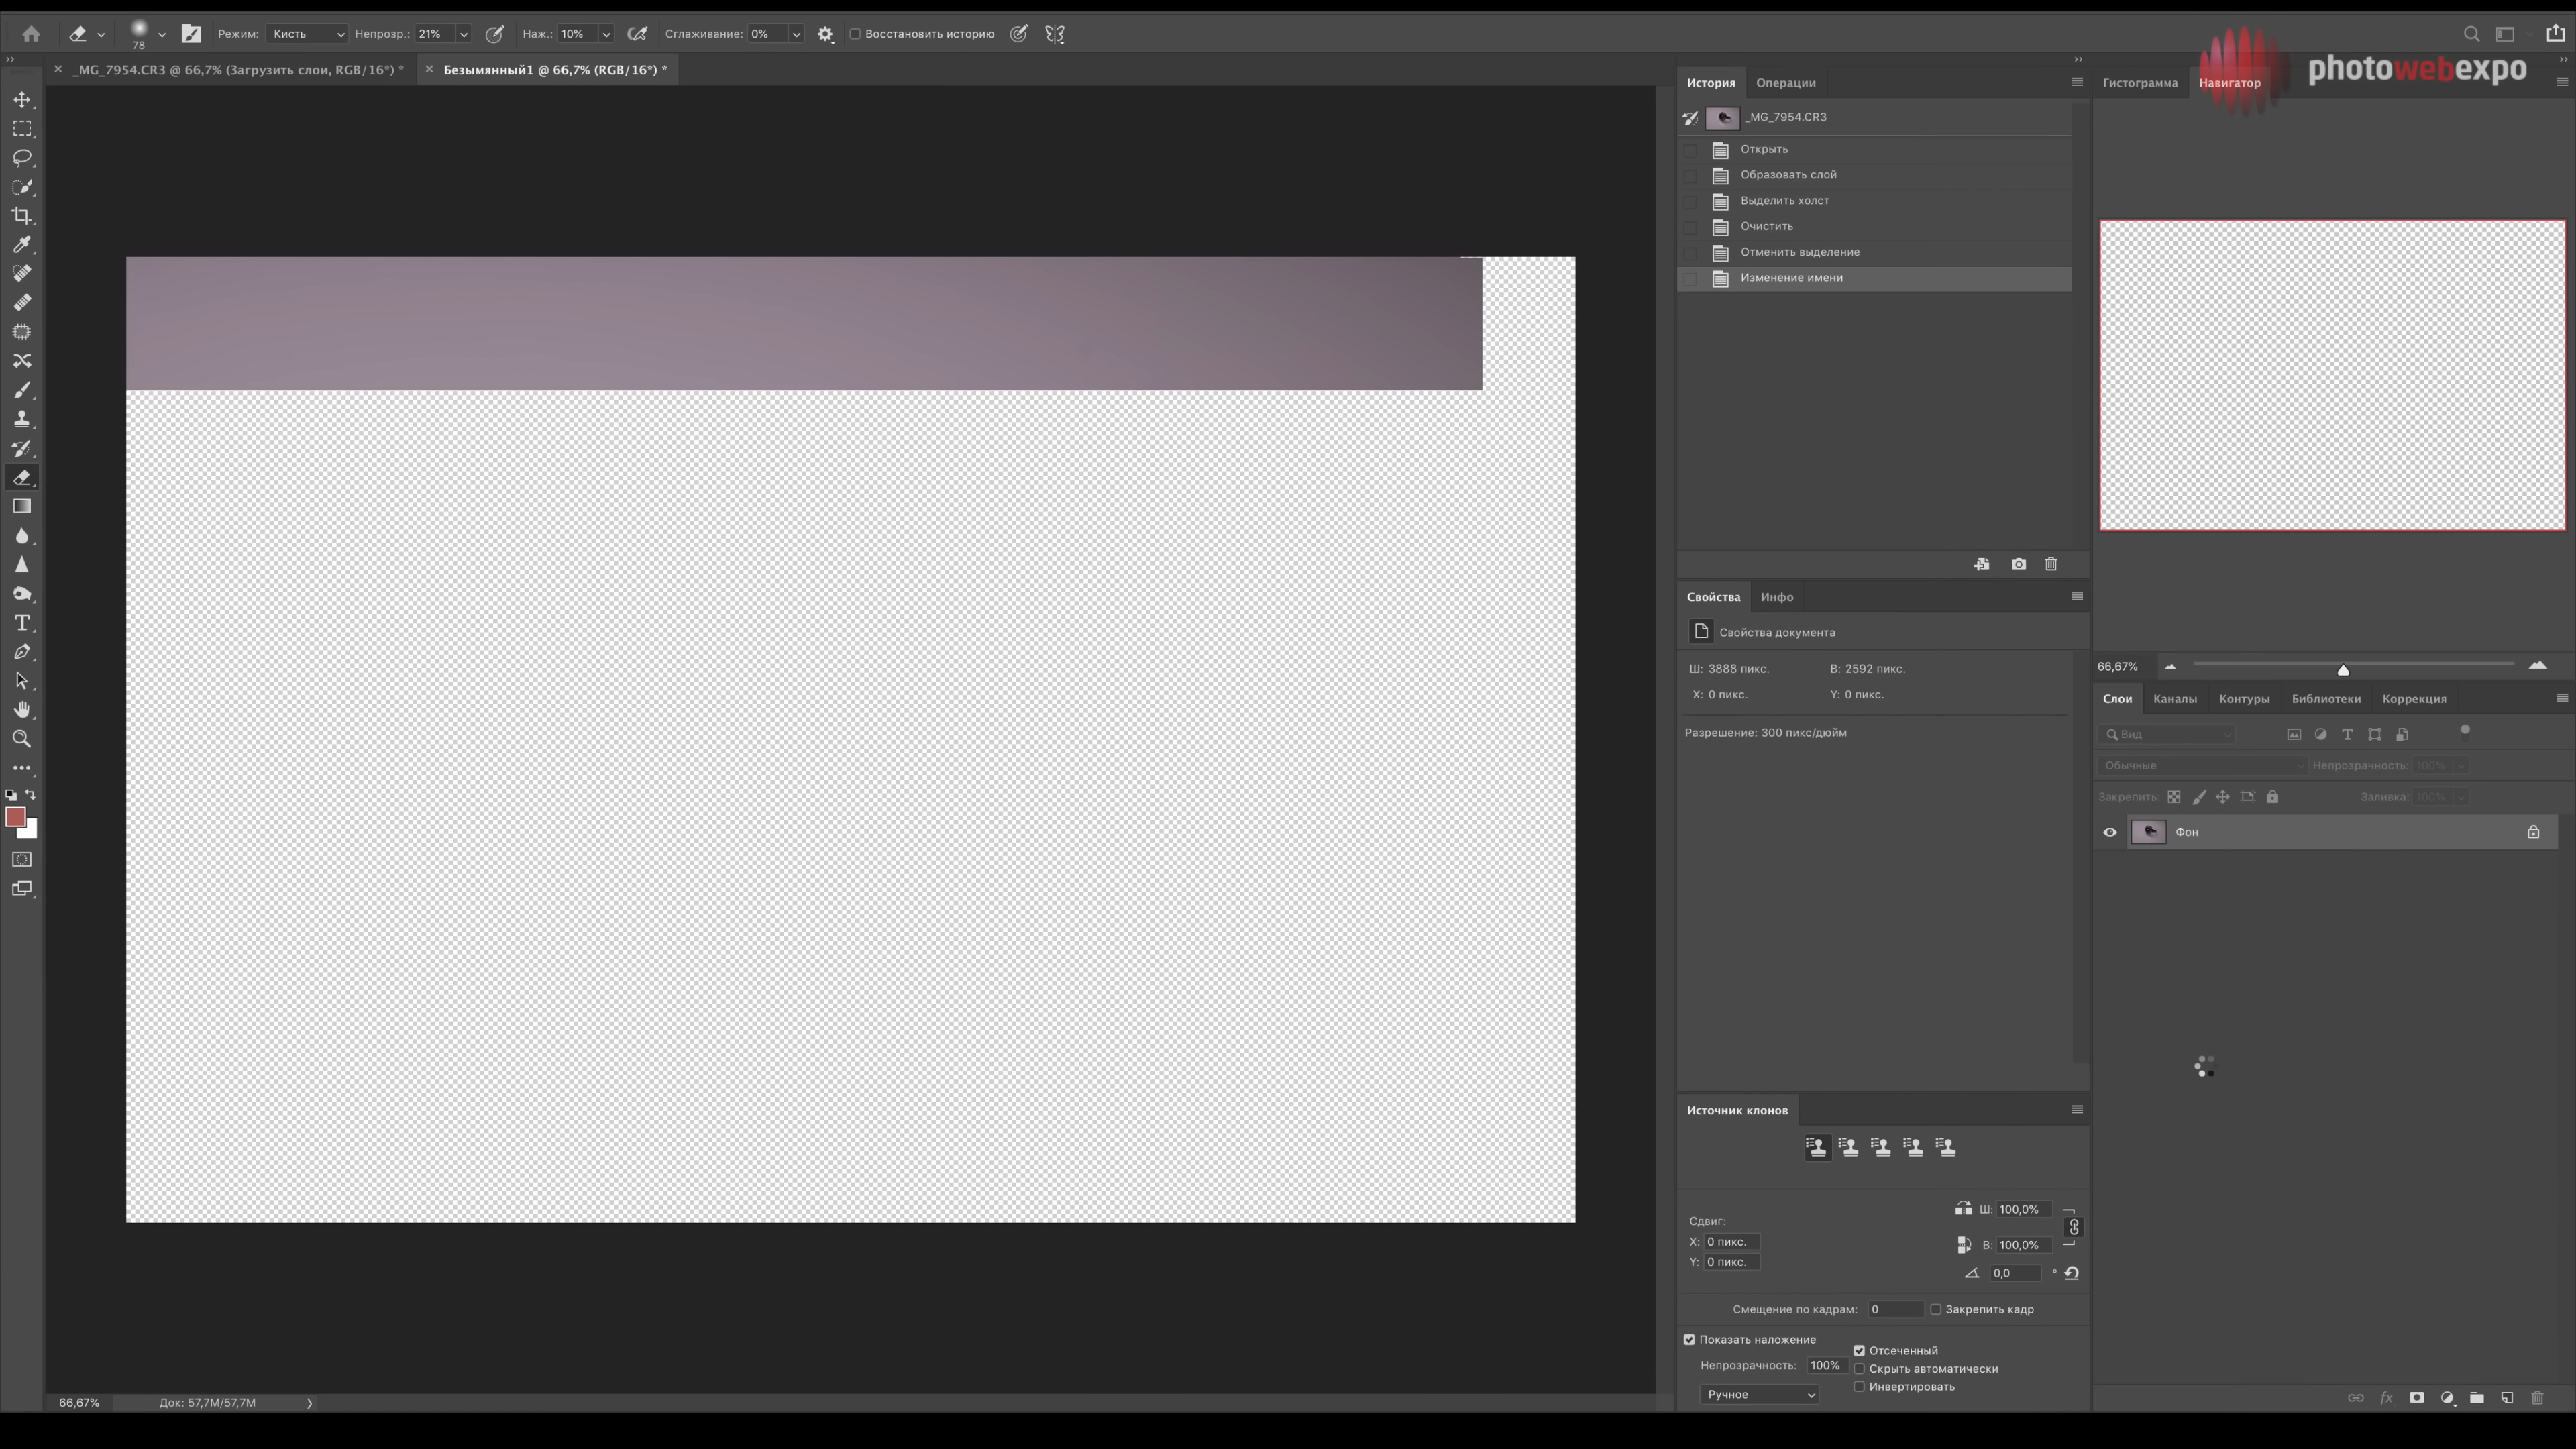 78
Режим: Кисть Непрозр.: 21% Наж.: 10% Сглаживание: 0% Восстановить историю
photowebexpo
_MG_7954.CR3 @ 66,7% (Загрузить слои, RGB/16*) *
Безымянный1 @ 66,7% (RGB/16*) *
История Операции
Гистограмма Навигатор
_MG_7954.CR3
Открыть
Образовать слой
Выделить холст
Очистить
Отменить выделение
Изменение имени
Свойства Инфо
Свойства документа
Ш: 3888 пикс. В: 2592 пикс.
X: 0 пикс. Y: 0 пикс.
Разрешение: 300 пикс/дюйм
66,67%
Слои Каналы Контуры Библиотеки Коррекция
Вид
Обычные Непрозрачность: 100%
Закрепить: Заливка: 100%
Фон
Источник клонов
Сдвиг:
Ш: 100,0%
X: 0 пикс.
В: 100,0%
Y: 0 пикс.
0,0 °
Смещение по кадрам: 0 Закрепить кадр
Показать наложение
Отсеченный
Непрозрачность: 100%
Скрыть автоматически
Инвертировать
Ручное
66,67% Док: 57,7M/57,7M